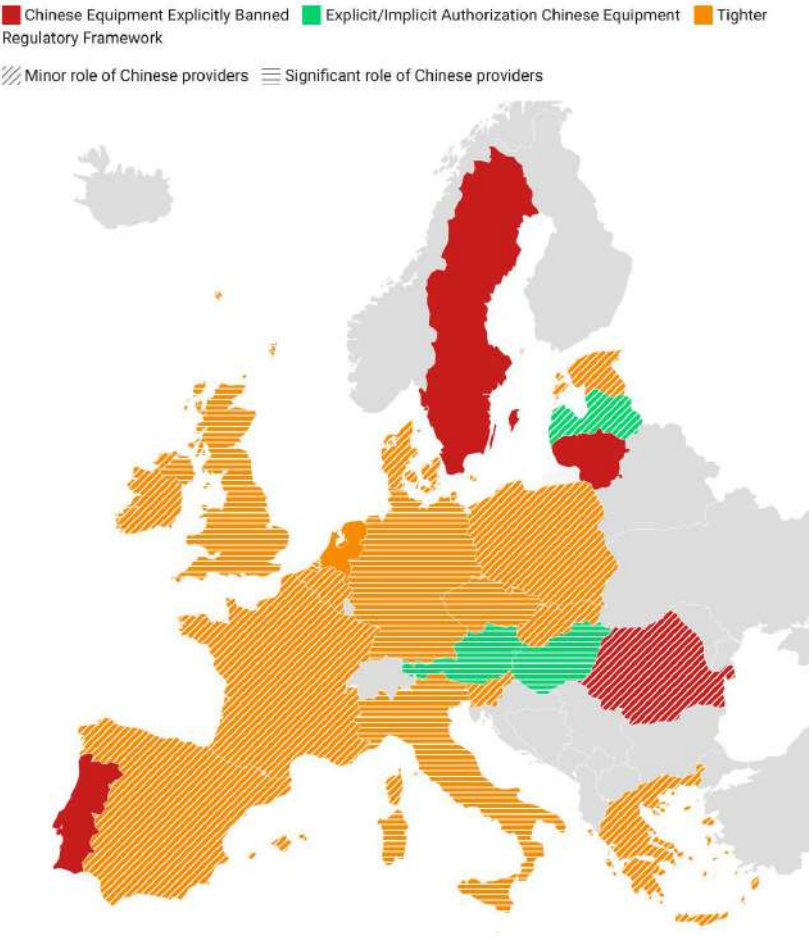 Chinese Equipment Explicitly Banned Explicit/Implicit Authorization Chinese Equipment Tighter
Regulatory Framework
Minor role of Chinese providers Significant role of Chinese providers